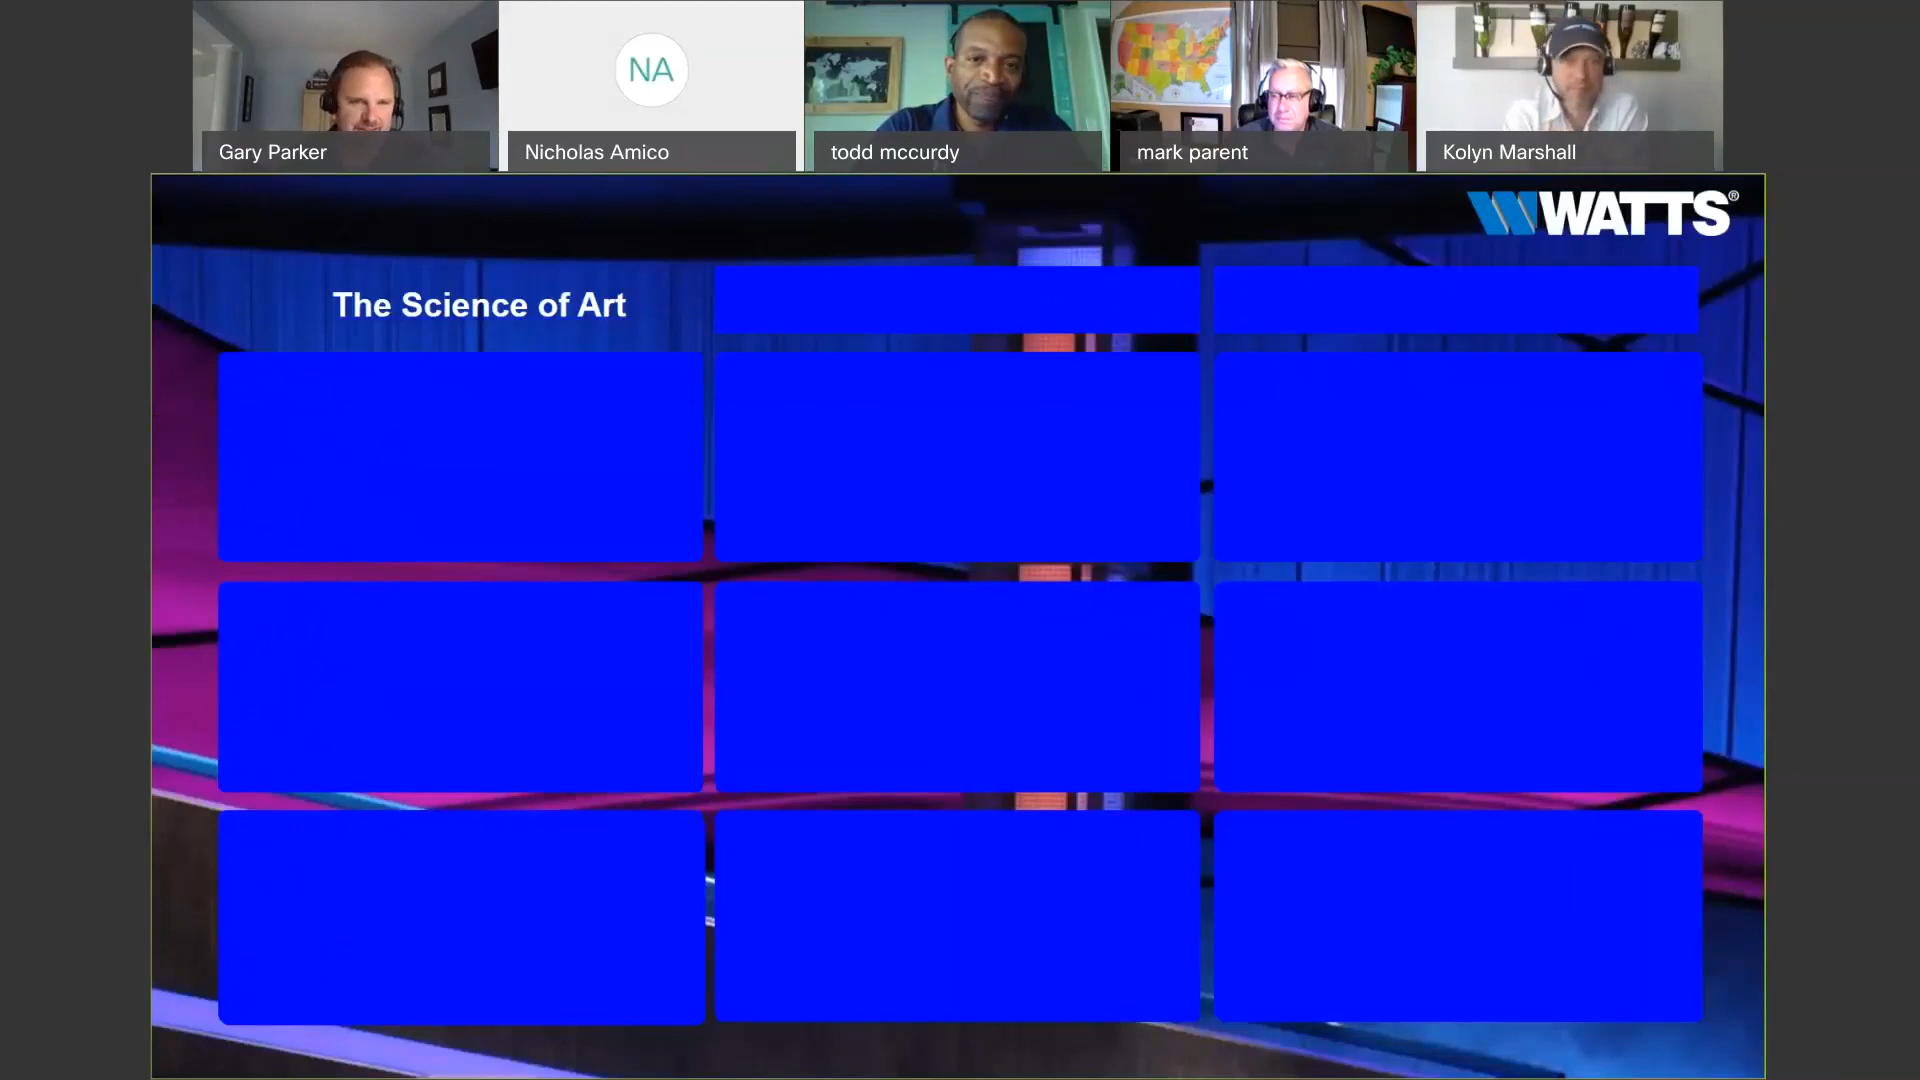 NA
Gary Parker
Nicholas Amico
todd mccurdy
mark parent
Kolyn Marshall
WATTS®
The Science of Art